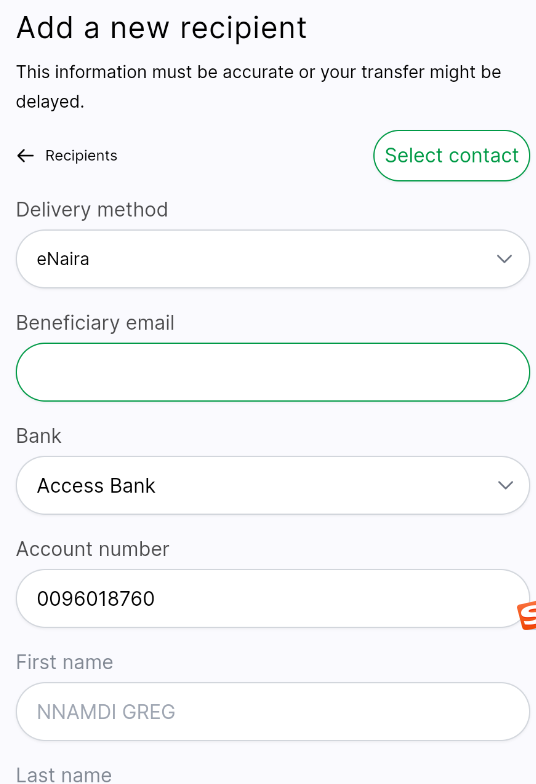 Add a new recipient
This information must be accurate or your transfer might be
delayed.
← Recipients
Select contact
Delivery method
eNaira
Beneficiary email
Bank
Access Bank
Account number
0096018760
First name
NNAMDI GREG
Last name